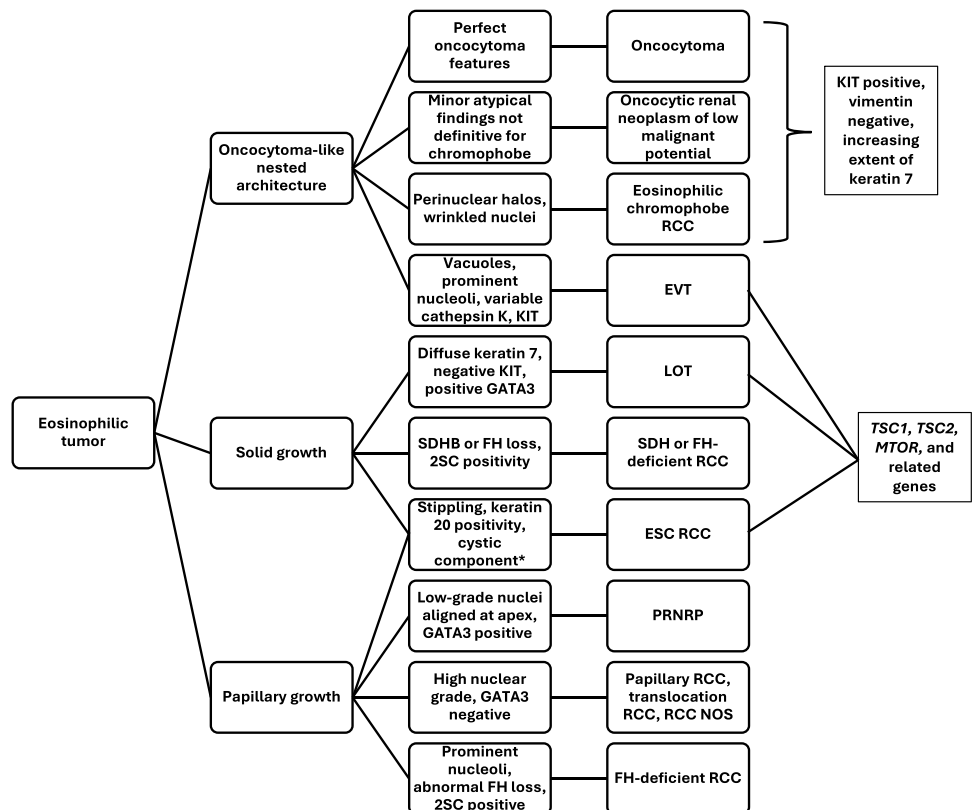 Eosinophilic
tumor
Oncocytoma-like
nested
architecture
Solid growth
Papillary growth
Perfect
oncocytoma
features
Oncocytoma
Minor atypical
findings not
definitive for
chromophobe
Oncocytic renal
neoplasm of low
malignant
potential
Perinuclear halos,
wrinkled nuclei
Eosinophilic
chromophobe
RCC
Vacuoles,
prominent
nucleoli, variable
cathepsin K, KIT
EVT
Diffuse keratin 7,
negative KIT,
positive GATA3
LOT
SDHB or FH loss,
2SC positivity
SDH or FH-
deficient RCC
Stippling, keratin
20 positivity,
cystic
component*
ESC RCC
Low-grade nuclei
aligned at apex,
GATA3 positive
PRNRP
High nuclear
grade, GATA3
negative
Papillary RCC,
translocation
RCC, RCC NOS
Prominent
nucleoli,
abnormal FH loss,
2SC positive
FH-deficient RCC
KIT positive,
vimentin
negative,
increasing
extent of
keratin 7
TSC1, TSC2,
MTOR, and
related
genes